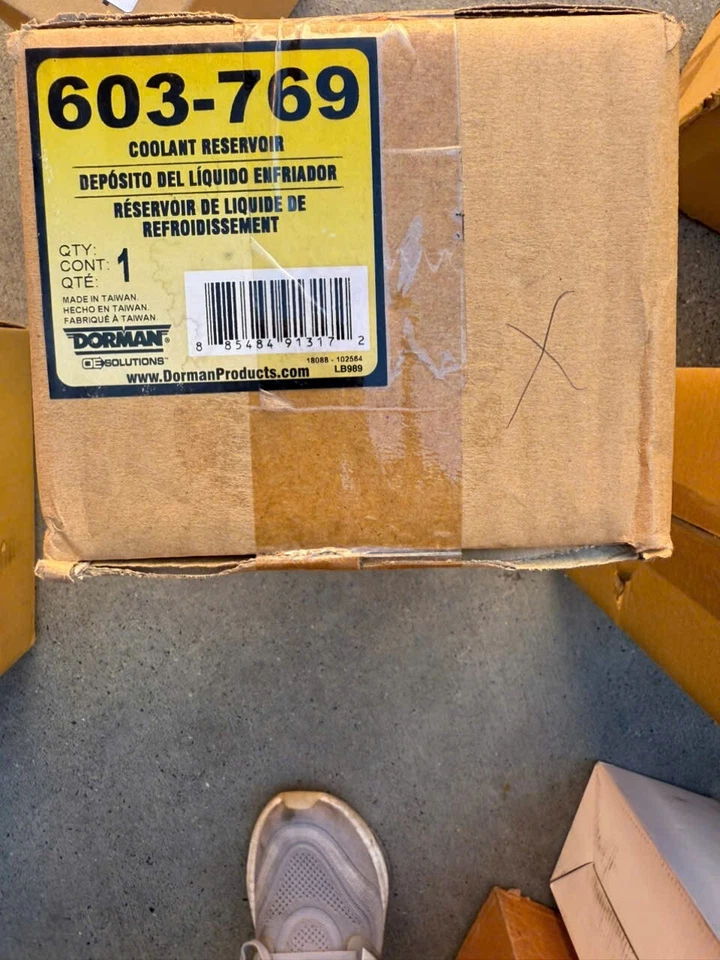 603-769
COOLANT RESERVOIR
DEPÓSITO DEL LÍQUIDO ENFRIADOR
RÉSERVOIR DE LIQUIDE DE
REFROIDISSEMENT
QTY:
CONT: 1
QTÉ:
MADE IN TAIWAN.
HECHO EN TAIWAN.
FABRIQUÉ À TAIWAN.
DORMAN®
OE SOLUTIONS™
8 85484 91317 2
18088 - 102564
LB989
www.DormanProducts.com
X